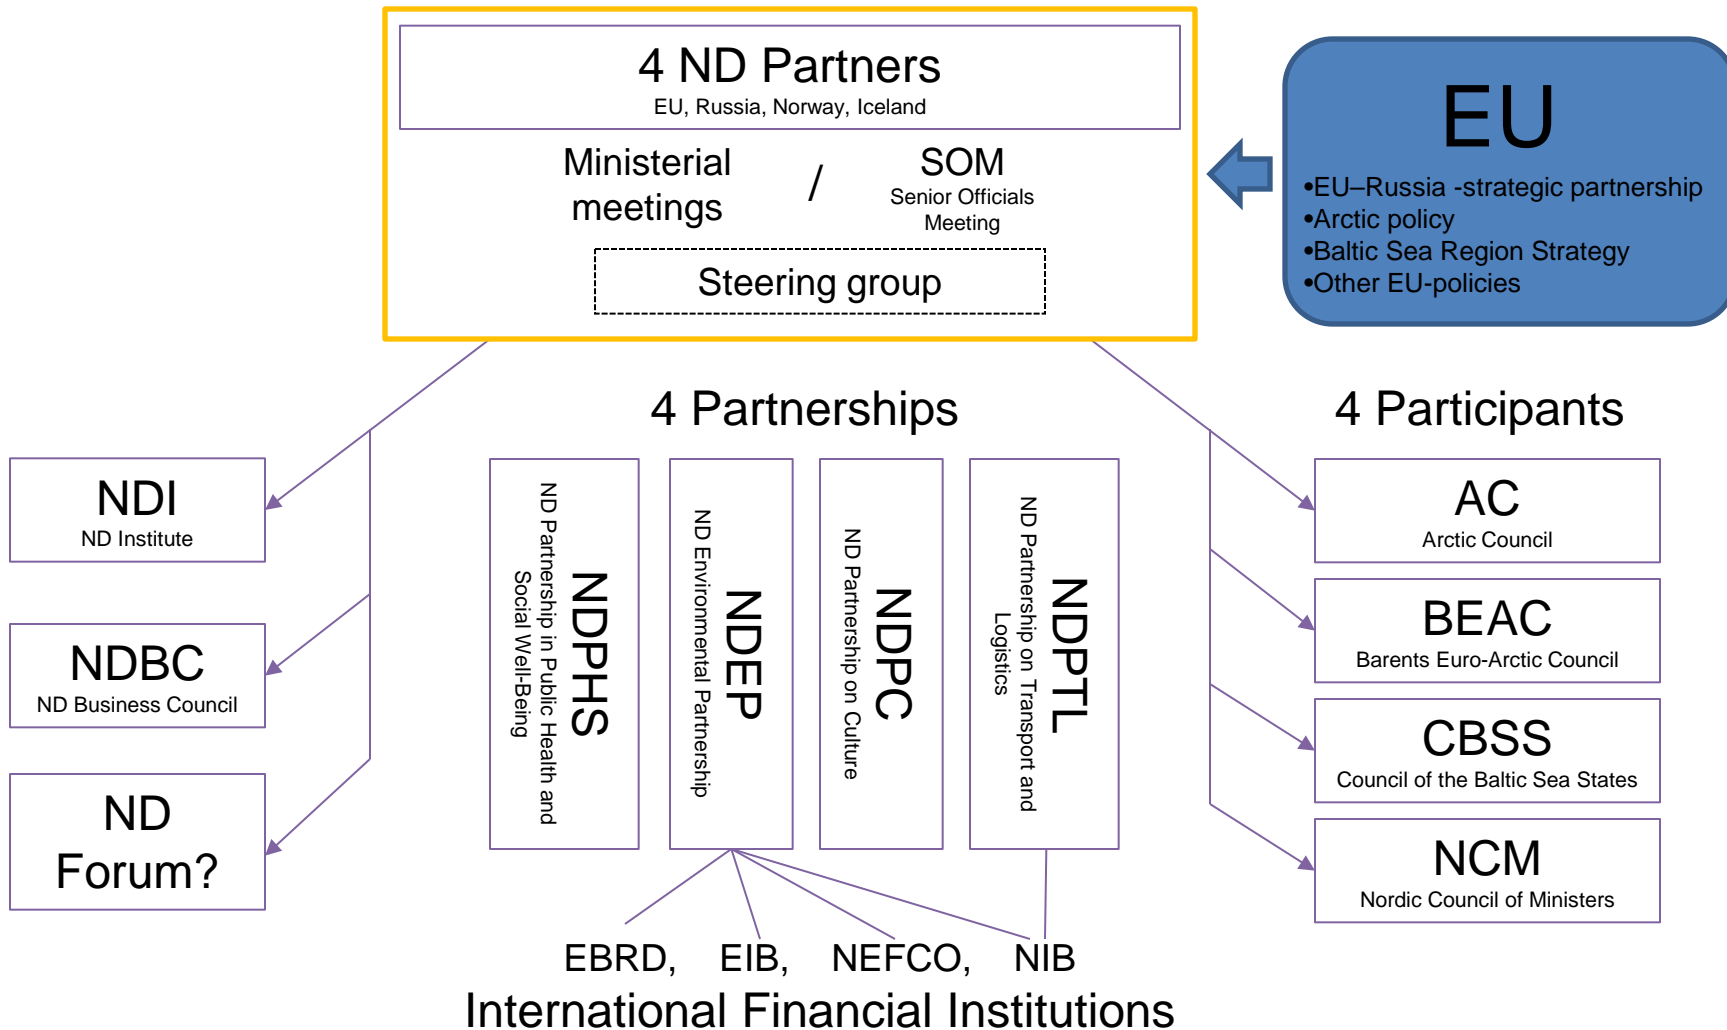 4 ND Partners
EU, Russia, Norway, Iceland
Ministerial
meetings
/
SOM
Senior Officials
Meeting
Steering group
EU
•EU–Russia -strategic partnership
•Arctic policy
•Baltic Sea Region Strategy
•Other EU-policies
4 Partnerships
4 Participants
NDI
ND Institute
NDBC
ND Business Council
ND
Forum?
NDPHS
ND Partnership in Public Health and
Social Well-Being
NDEP
ND Environmental Partnership
NDPC
ND Partnership on Culture
NDPTL
ND Partnership on Transport and
Logistics
AC
Arctic Council
BEAC
Barents Euro-Arctic Council
CBSS
Council of the Baltic Sea States
NCM
Nordic Council of Ministers
EBRD, EIB, NEFCO, NIB
International Financial Institutions